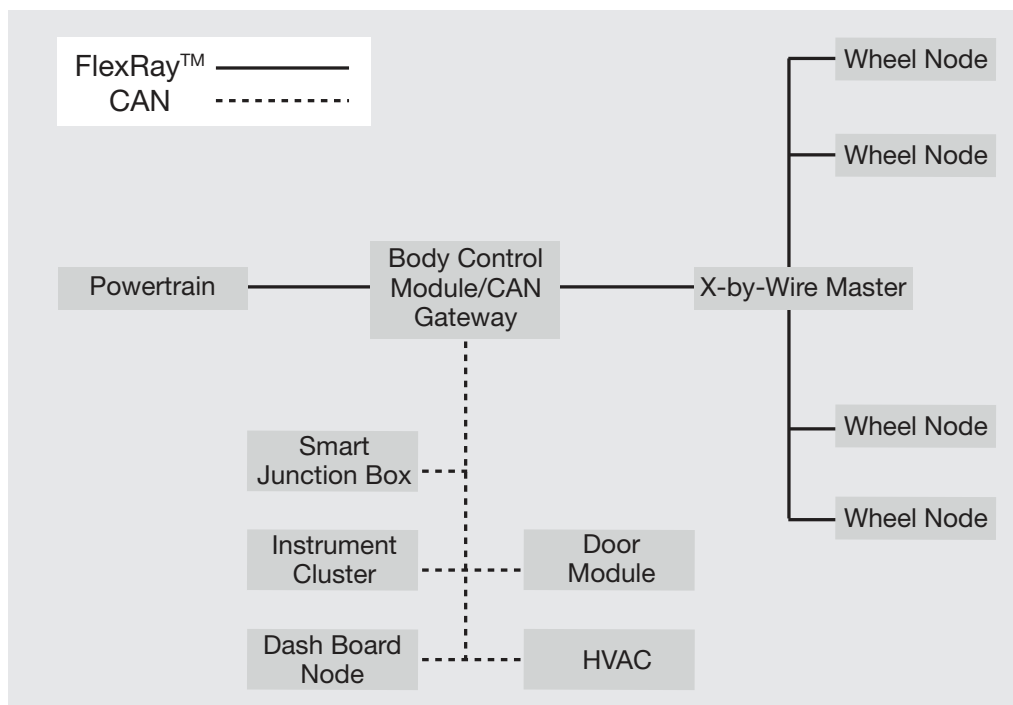 FlexRay™
CAN
Wheel Node
Wheel Node
Powertrain
Body Control
Module/CAN
Gateway
X-by-Wire Master
Wheel Node
Wheel Node
Smart
Junction Box
Instrument
Cluster
Door
Module
Dash Board
Node
HVAC